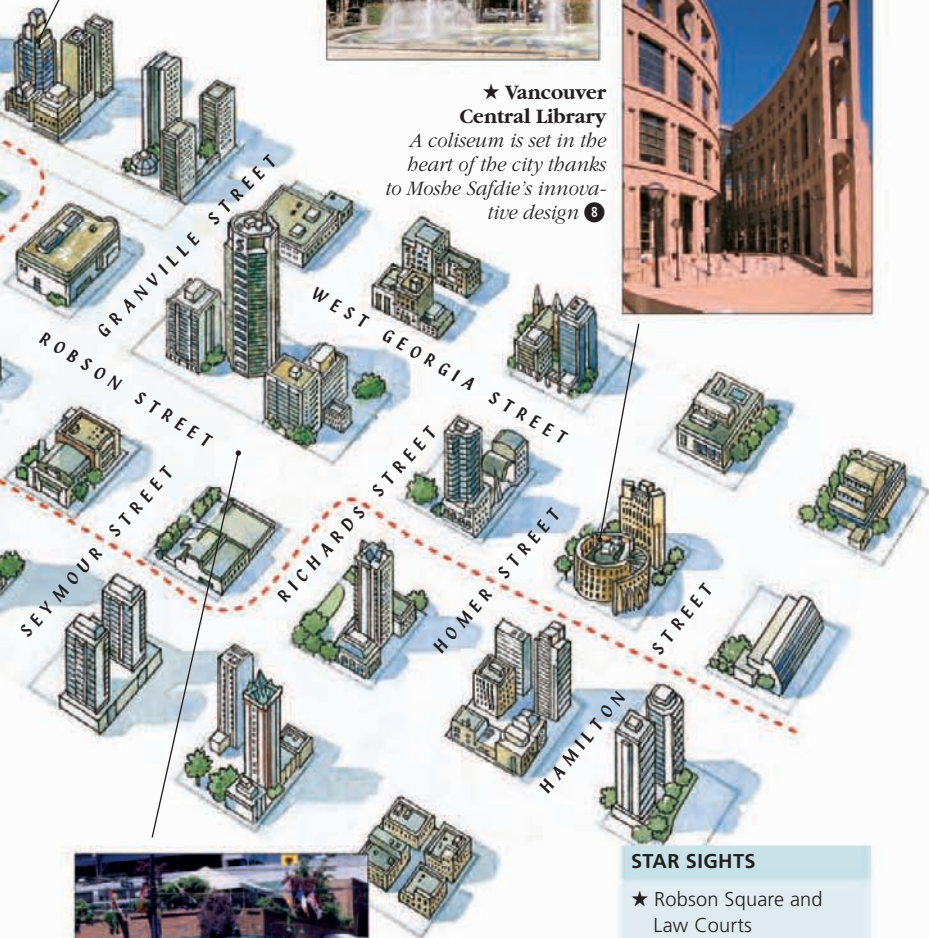 ★ Vancouver
Central Library
A coliseum is set in the
heart of the city thanks
to Moshe Safdie's innova-
tive design 8
GRANVILLE STREET
WEST GEORGIA STREET
ROBSON STREET
SEYMOUR STREET
RICHARDS STREET
HOMER STREET
HAMILTON STREET
STAR SIGHTS
★ Robson Square and
Law Courts